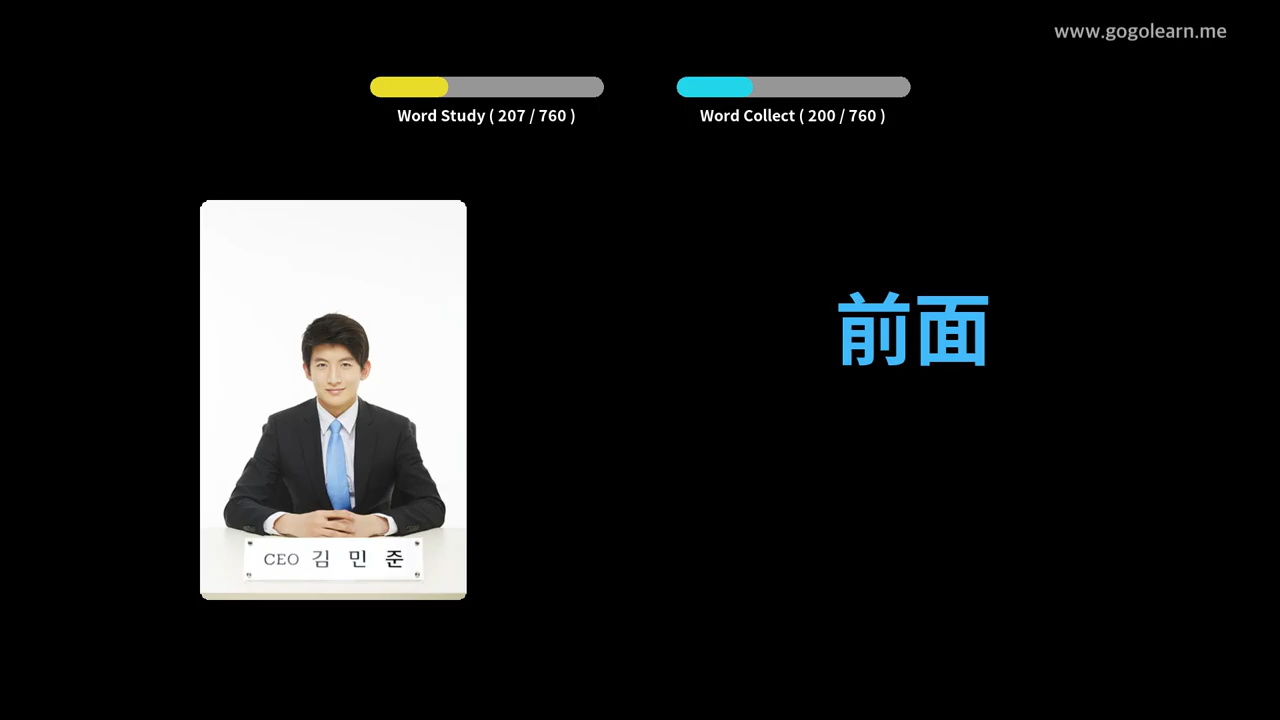 www.gogolearn.me
Word Study ( 207 / 760 )
Word Collect ( 200 / 760 )
前面
CEO 김 민 준